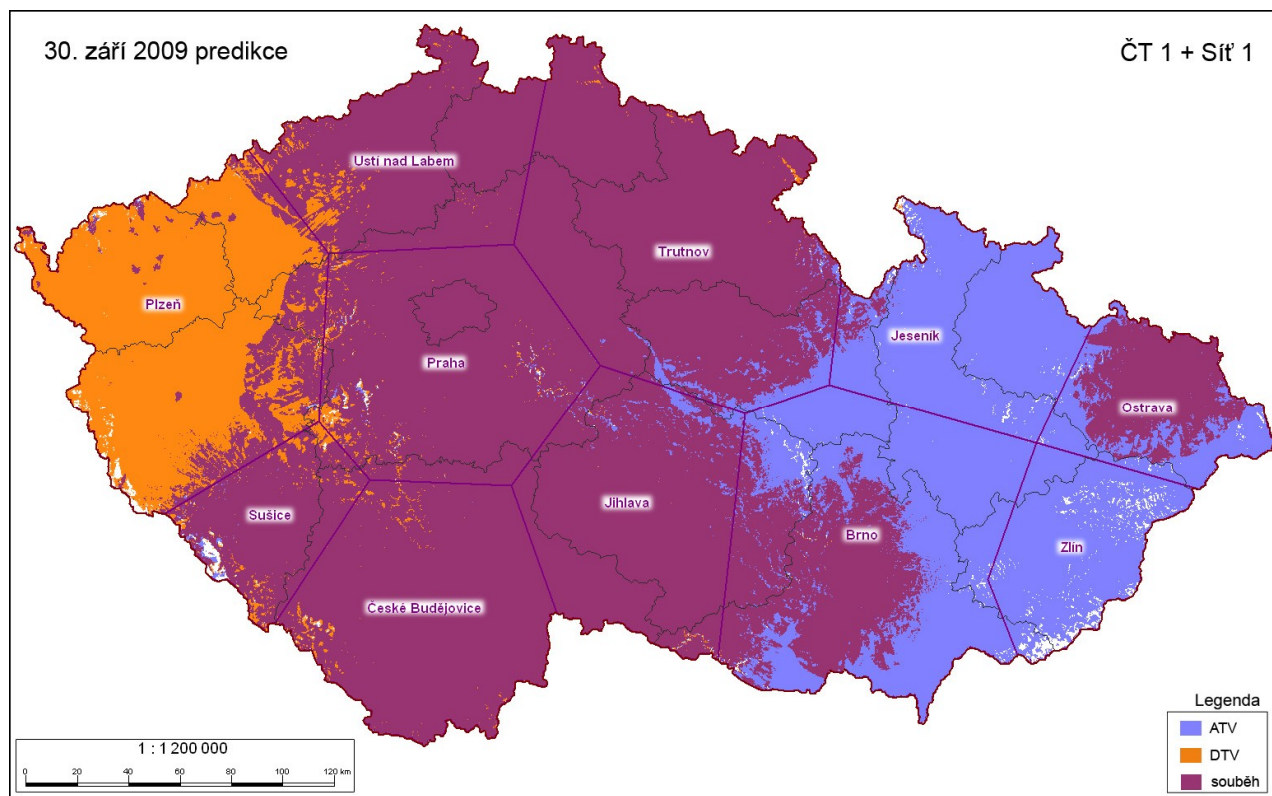 30. září 2009 predikce
ČT 1 + Síť 1
Ustí nad Labem
Trutnov
Plzeň
Jeseník
Praha
Ostrava
Sušice
Jihlava
Brno
Zlín
České Budějovice
Legenda
ATV
DTV
souběh
1 : 1 200 000
0 20 40 60 80 100 120 km